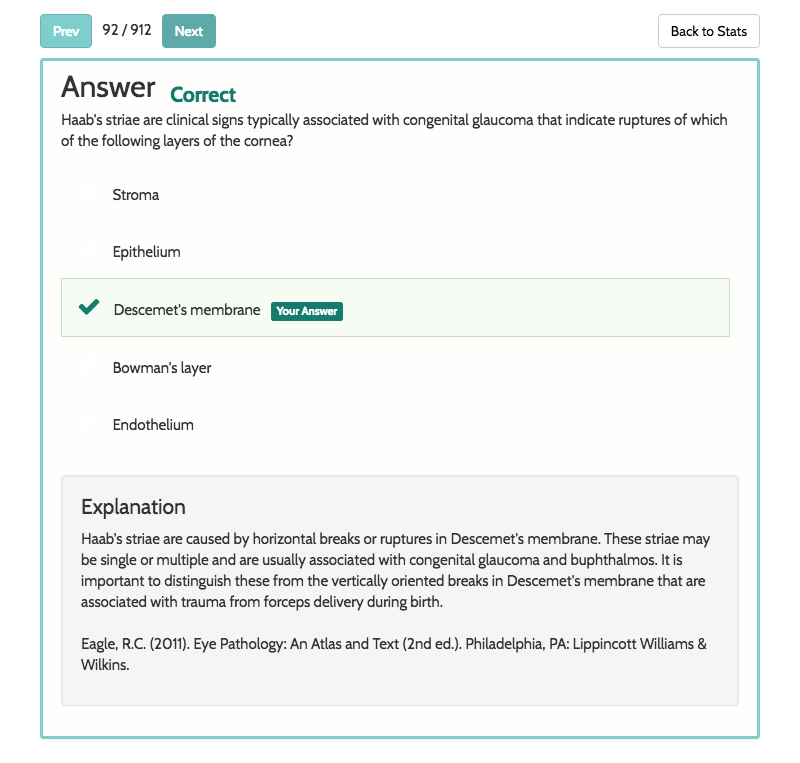 Prev 92 / 912 Next Back to Stats
Answer Correct
Haab's striae are clinical signs typically associated with congenital glaucoma that indicate ruptures of which
of the following layers of the cornea?
Stroma
Epithelium
Descemet's membrane Your Answer
Bowman's layer
Endothelium
Explanation
Haab's striae are caused by horizontal breaks or ruptures in Descemet's membrane. These striae may
be single or multiple and are usually associated with congenital glaucoma and buphthalmos. It is
important to distinguish these from the vertically oriented breaks in Descemet's membrane that are
associated with trauma from forceps delivery during birth.
Eagle, R.C. (2011). Eye Pathology: An Atlas and Text (2nd ed.). Philadelphia, PA: Lippincott Williams &
Wilkins.